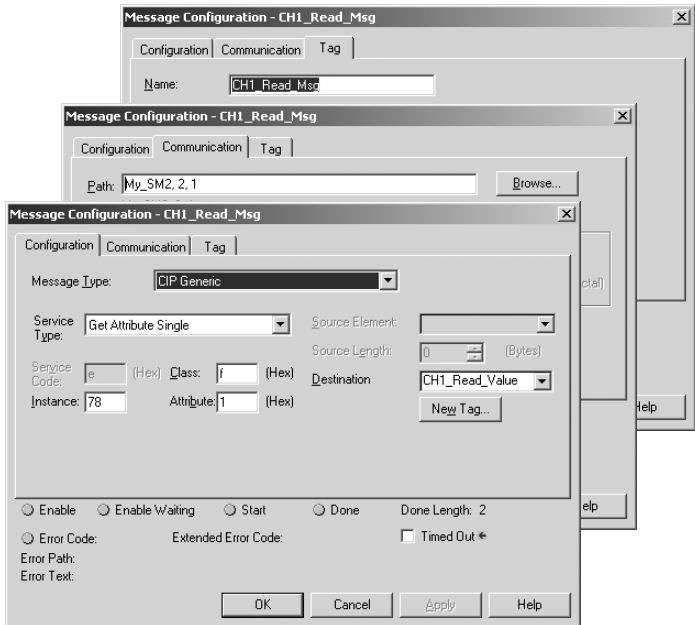 Message Configuration - CH1_Read_Msg
Configuration Communication Tag
Name: CH1_Read_Msg
Message Configuration - CH1_Read_Msg
Configuration Communication Tag
Path: My_SM2, 2, 1 Browse...
Message Configuration - CH1_Read_Msg
Configuration Communication Tag
Message Type: CIP Generic
ctal)
Service Type: Get Attribute Single
Source Element:
Source Length: 0 (Bytes)
Service Code: e (Hex) Class: f (Hex)
Destination CH1_Read_Value
Instance: 78 Attribute: 1 (Hex)
New Tag...
Help
Enable Enable Waiting Start Done Done Length: 2
elp
Error Code: Extended Error Code: Timed Out ←
Error Path:
Error Text:
OK Cancel Apply Help